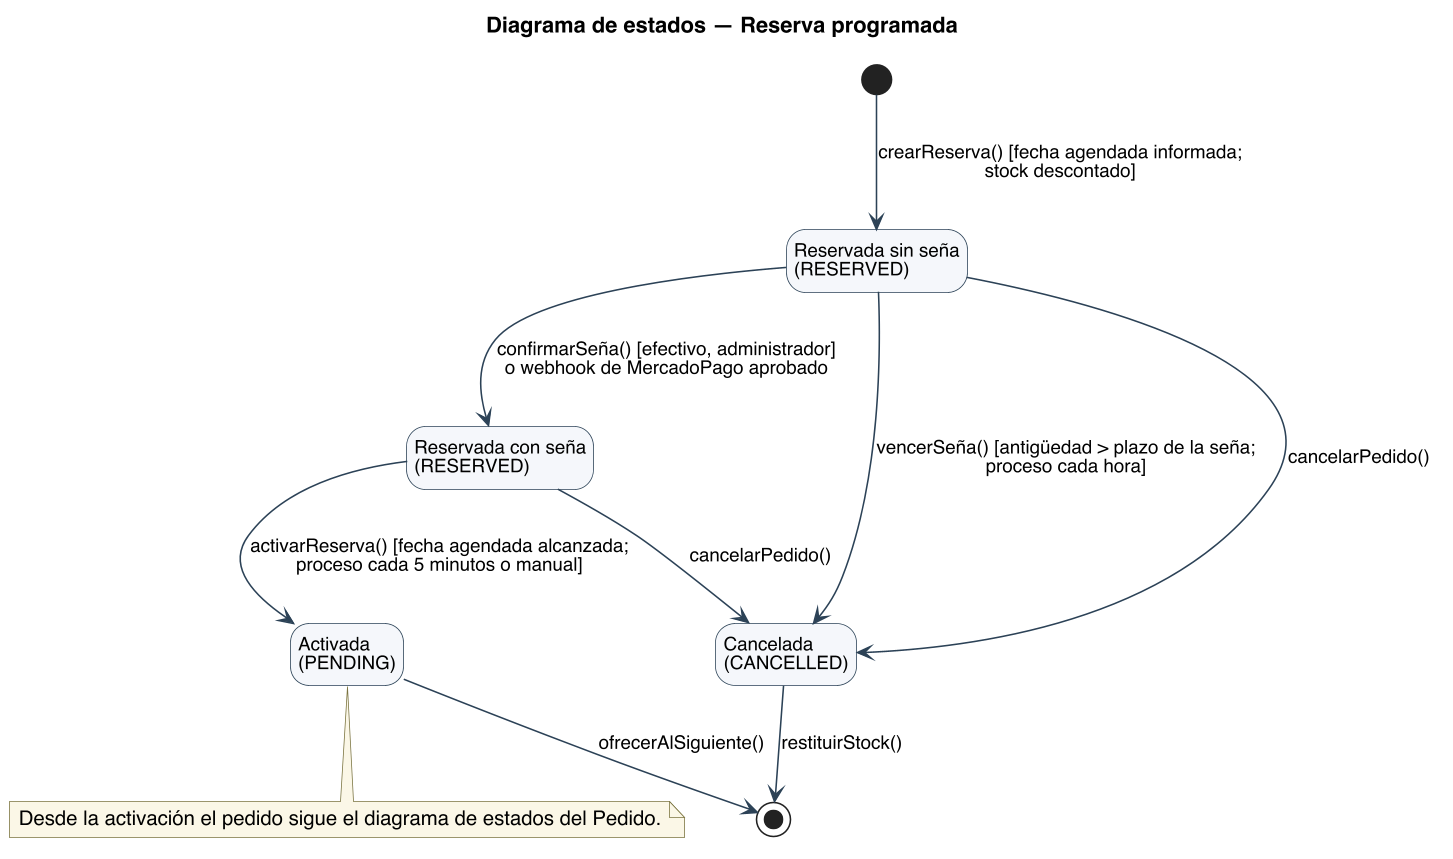 Diagrama de estados — Reserva programada
crearReserva() [fecha agendada informada;
stock descontado]
Reservada sin seña
(RESERVED)
confirmarSeña() [efectivo, administrador]
o webhook de MercadoPago aprobado
Reservada con seña
(RESERVED)
vencerSeña() [antigüedad > plazo de la seña;
proceso cada hora]
cancelarPedido()
activarReserva() [fecha agendada alcanzada;
proceso cada 5 minutos o manual]
cancelarPedido()
Activada
(PENDING)
Cancelada
(CANCELLED)
ofrecerAlSiguiente()
restituirStock()
Desde la activación el pedido sigue el diagrama de estados del Pedido.